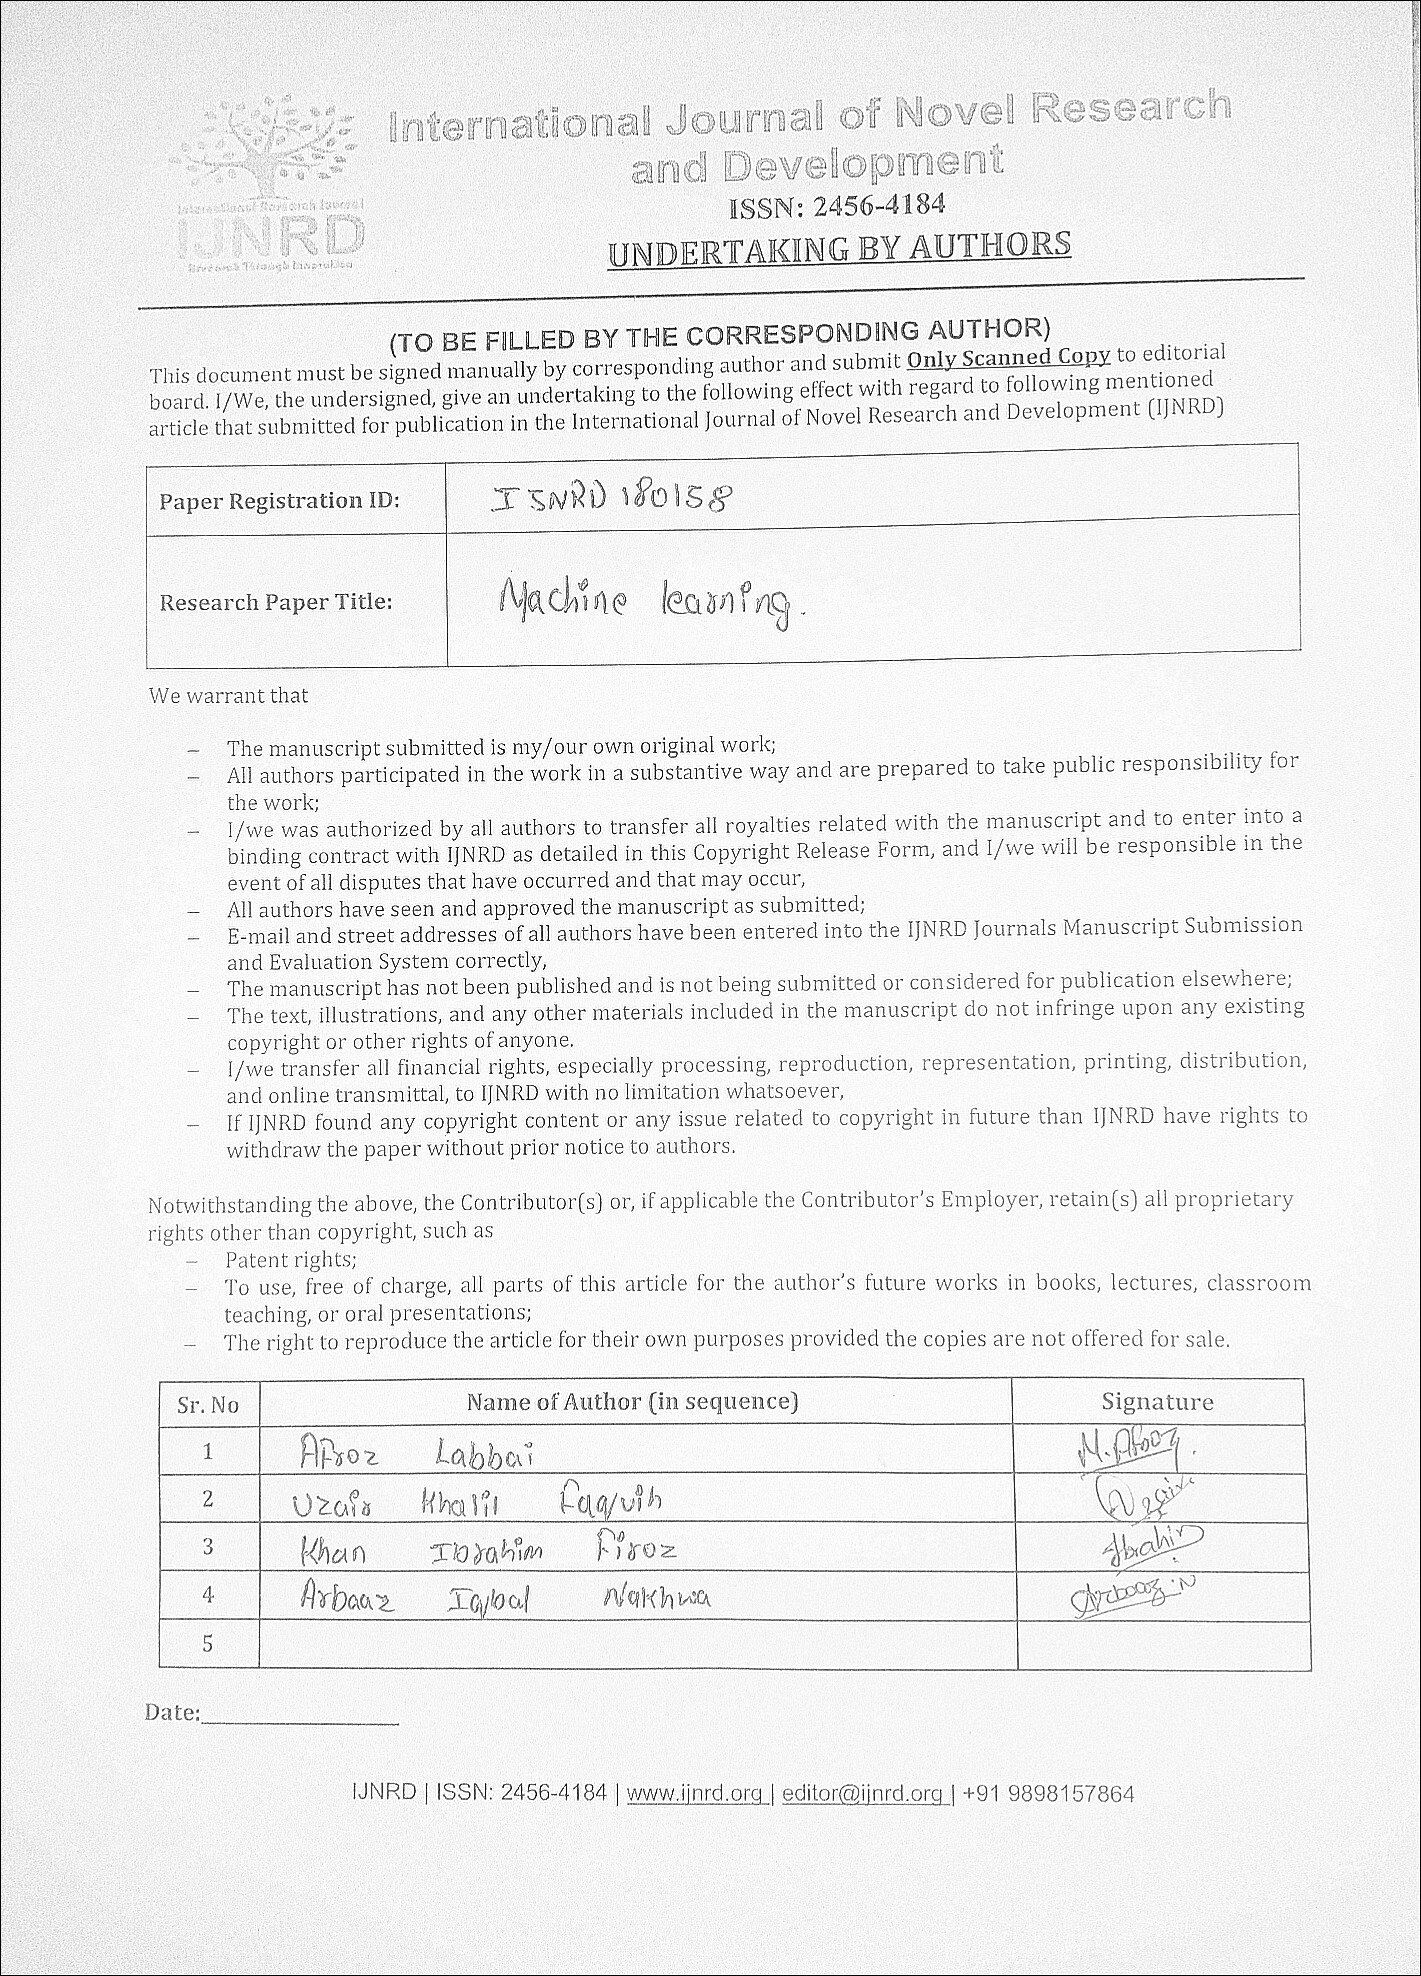 International Journal of Novel Research
and Development
International Research Journal
IJNRD
Research Through Innovation
ISSN: 2456-4184
UNDERTAKING BY AUTHORS
(TO BE FILLED BY THE CORRESPONDING AUTHOR)
This document must be signed manually by corresponding author and submit Only Scanned Copy to editorial
board. I/We, the undersigned, give an undertaking to the following effect with regard to following mentioned
article that submitted for publication in the International Journal of Novel Research and Development (IJNRD)
Paper Registration ID: IJNRD180158
Research Paper Title: Machine learning.
We warrant that
– The manuscript submitted is my/our own original work;
– All authors participated in the work in a substantive way and are prepared to take public responsibility for
the work;
– I/we was authorized by all authors to transfer all royalties related with the manuscript and to enter into a
binding contract with IJNRD as detailed in this Copyright Release Form, and I/we will be responsible in the
event of all disputes that have occurred and that may occur,
– All authors have seen and approved the manuscript as submitted;
– E-mail and street addresses of all authors have been entered into the IJNRD Journals Manuscript Submission
and Evaluation System correctly,
– The manuscript has not been published and is not being submitted or considered for publication elsewhere;
– The text, illustrations, and any other materials included in the manuscript do not infringe upon any existing
copyright or other rights of anyone.
– I/we transfer all financial rights, especially processing, reproduction, representation, printing, distribution,
and online transmittal, to IJNRD with no limitation whatsoever,
– If IJNRD found any copyright content or any issue related to copyright in future than IJNRD have rights to
withdraw the paper without prior notice to authors.
Notwithstanding the above, the Contributor(s) or, if applicable the Contributor's Employer, retain(s) all proprietary
rights other than copyright, such as
– Patent rights;
– To use, free of charge, all parts of this article for the author's future works in books, lectures, classroom
teaching, or oral presentations;
– The right to reproduce the article for their own purposes provided the copies are not offered for sale.
Sr. No Name of Author (in sequence) Signature
1 Afroz Labbai M. Afroz.
2 Uzair Khalil Faquih Uzair
3 Khan Ibrahim Firoz Ibrahim
4 Arbaaz Iqbal Nakhwa Arbaaz.N
5
Date:
IJNRD | ISSN: 2456-4184 | www.ijnrd.org | editor@ijnrd.org | +91 9898157864